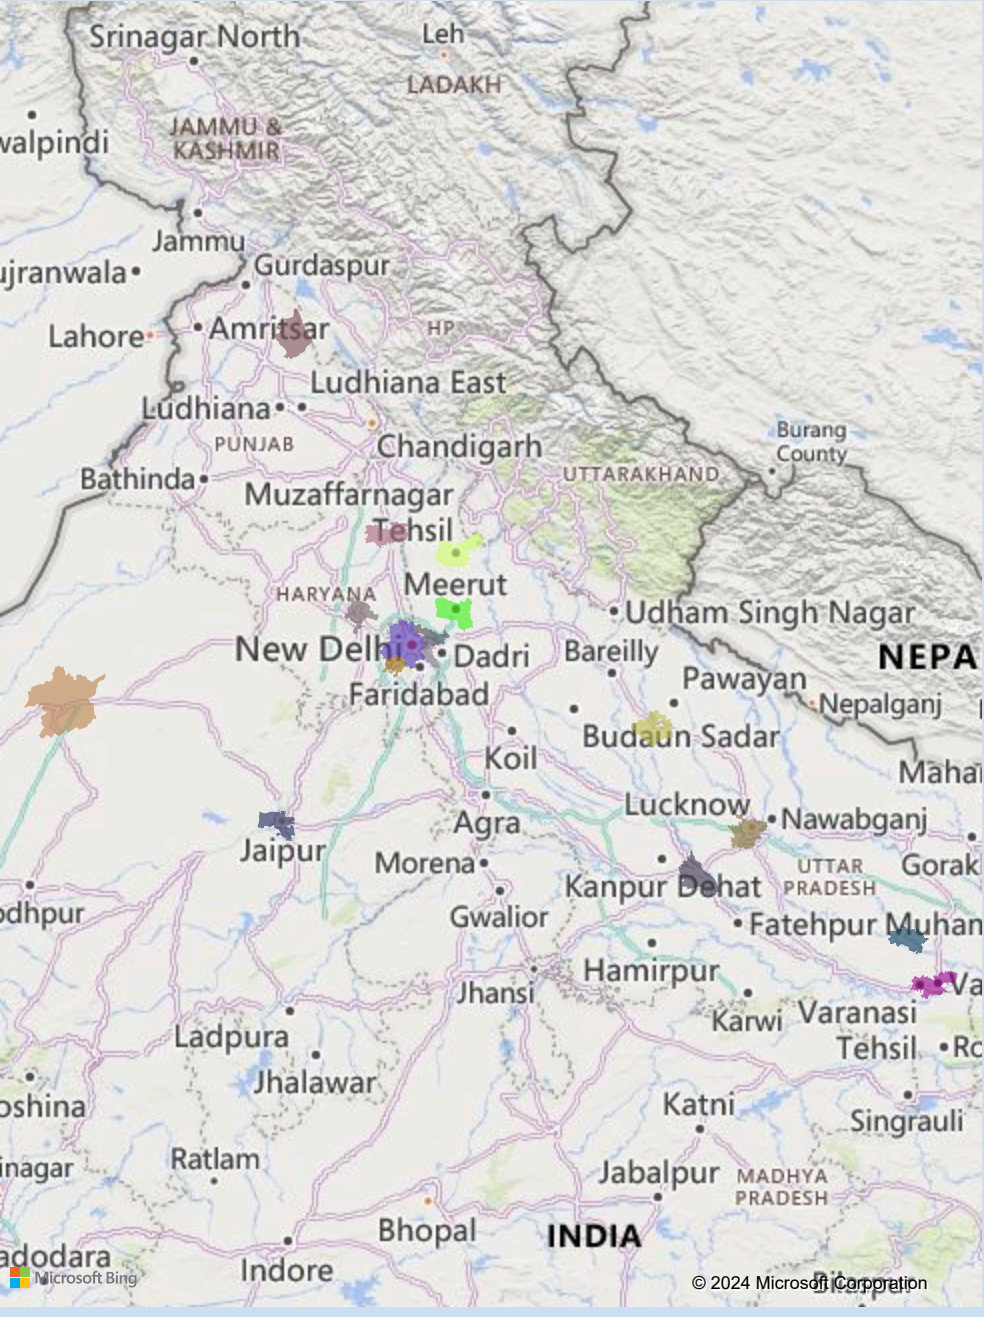 Srinagar North
Leh
LADAKH
JAMMU &
KASHMIR
walpindi
Jammu
ujranwala
Gurdaspur
Lahore
Amritsar
HP
Ludhiana East
Ludhiana
PUNJAB
Chandigarh
Burang
County
UTTARAKHAND
Bathinda
Muzaffarnagar
Tehsil
Meerut
HARYANA
Udham Singh Nagar
New Delhi
Dadri
Bareilly
NEPA
Faridabad
Pawayan
Nepalganj
Budaun Sadar
Koil
Mahar
Lucknow
Nawabganj
Agra
Jaipur
Morena
UTTAR
PRADESH
Gorak
Kanpur Dehat
odhpur
Gwalior
Fatehpur
Muhan
Hamirpur
Jhansi
Va
Karwi
Varanasi
Tehsil
Ro
Ladpura
Jhalawar
oshina
Katni
Singrauli
inagar
Ratlam
Jabalpur
MADHYA
PRADESH
Bhopal
INDIA
adodara
Indore
Microsoft Bing
© 2024 Microsoft Corporation
Bilaspur